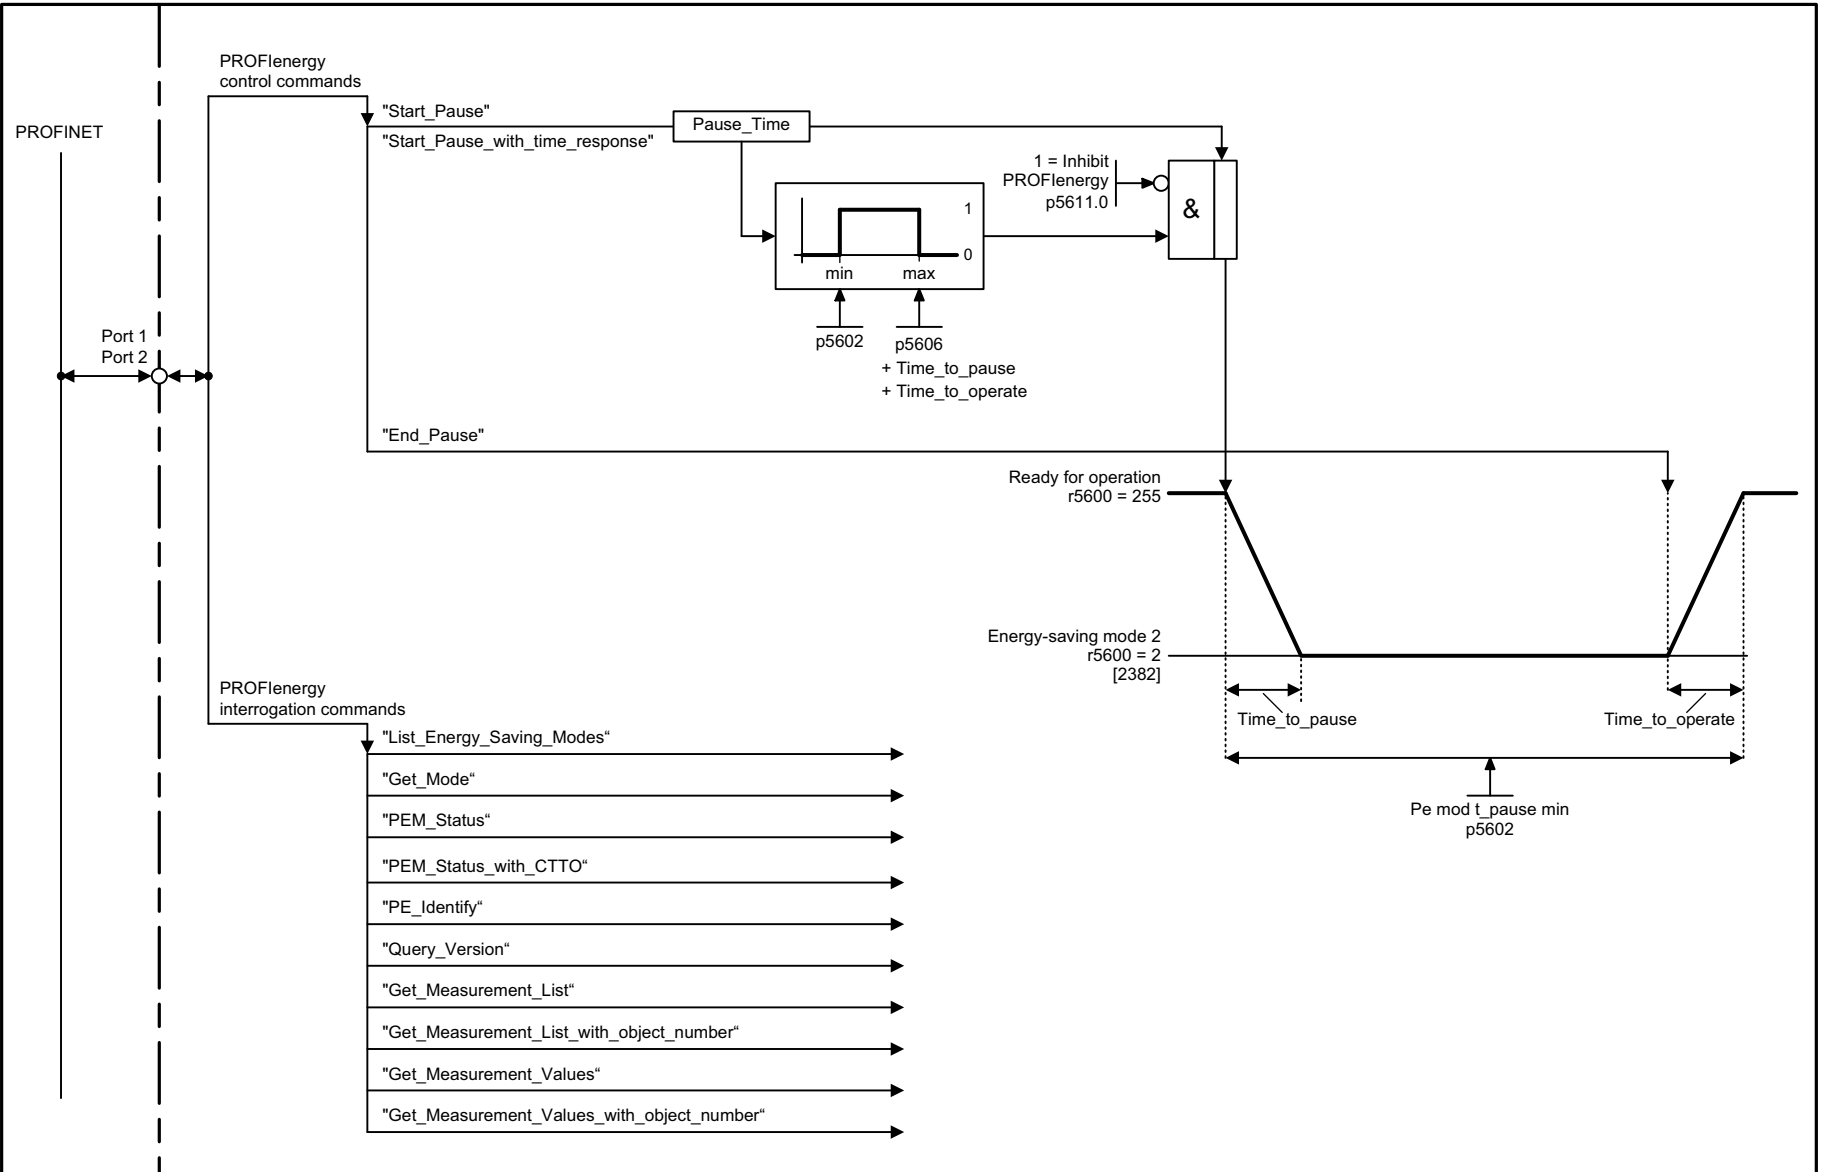 PROFINET
Port 1
Port 2
PROFIenergy
control commands
"Start_Pause"
"Start_Pause_with_time_response"
Pause_Time
1 = Inhibit
PROFIenergy
p5611.0
&
1
0
min
max
p5602
p5606
+ Time_to_pause
+ Time_to_operate
"End_Pause"
Ready for operation
r5600 = 255
Energy-saving mode 2
r5600 = 2
[2382]
Time_to_pause
Time_to_operate
Pe mod t_pause min
p5602
PROFIenergy
interrogation commands
"List_Energy_Saving_Modes“
"Get_Mode“
"PEM_Status“
"PEM_Status_with_CTTO“
"PE_Identify“
"Query_Version“
"Get_Measurement_List“
"Get_Measurement_List_with_object_number“
"Get_Measurement_Values“
"Get_Measurement_Values_with_object_number“